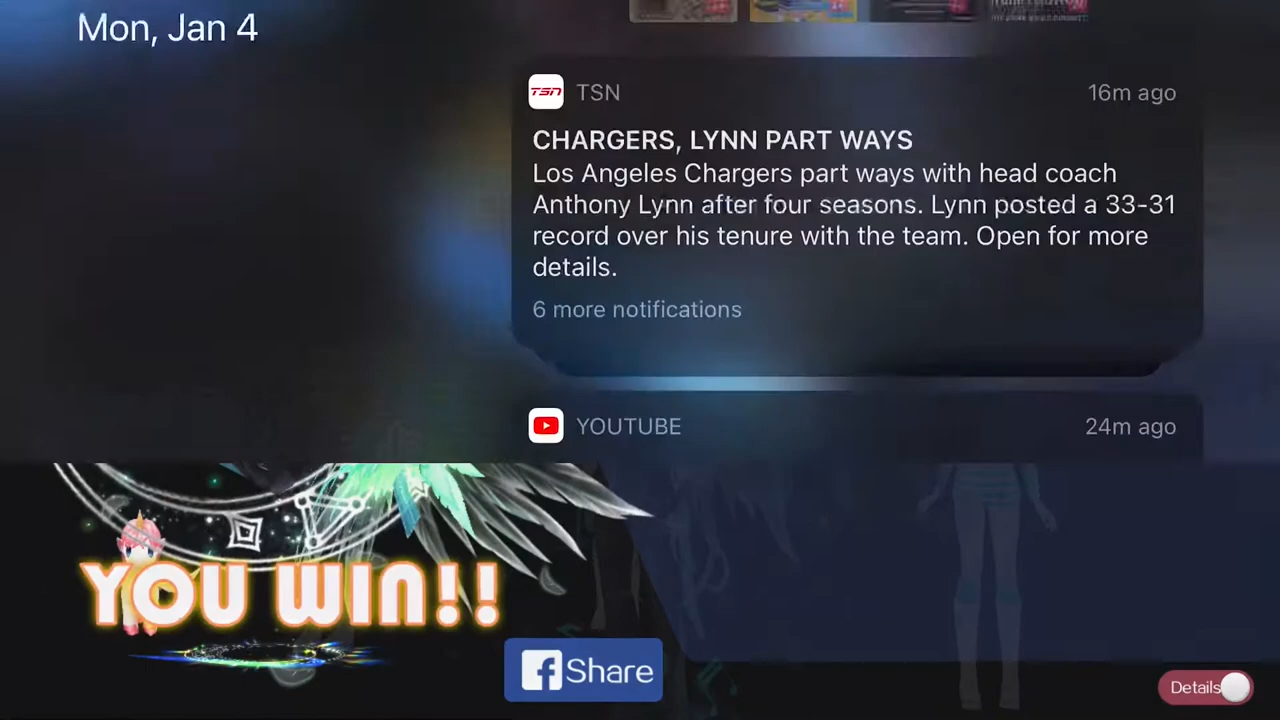 Mon, Jan 4
TSN
TSN
16m ago
CHARGERS, LYNN PART WAYS
Los Angeles Chargers part ways with head coach
Anthony Lynn after four seasons. Lynn posted a 33-31
record over his tenure with the team. Open for more
details.
6 more notifications
YOUTUBE
24m ago
YOU WIN!!
Share
Details